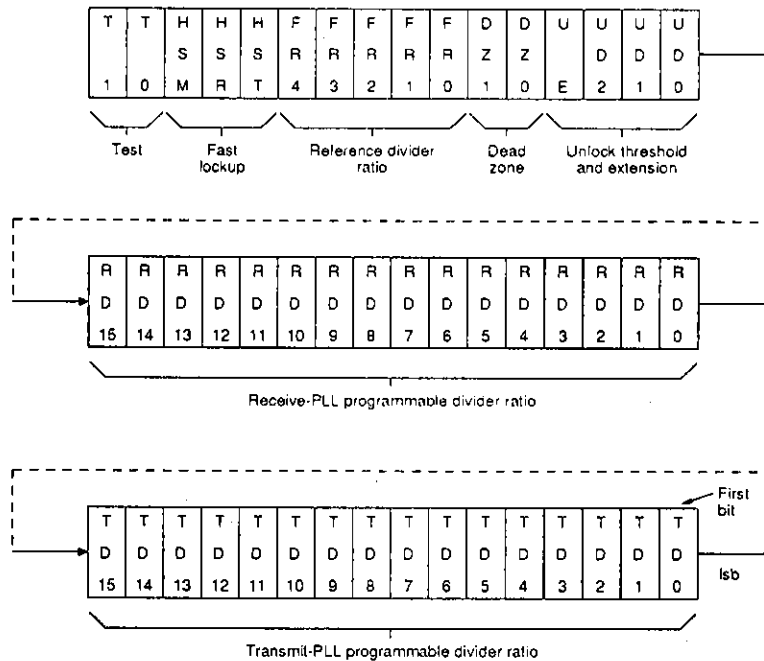 T T H H H F F F F F D D U U U U
S S S R R R R R Z Z D D D
1 0 M R T 4 3 2 1 0 1 0 E 2 1 0
Test
Fast
lockup
Reference divider
ratio
Dead
zone
Unlock threshold
and extension
R R R R R R R R R R R R R R R R
D D D D D D D D D D D D D D D D
15 14 13 12 11 10 9 8 7 6 5 4 3 2 1 0
Receive-PLL programmable divider ratio
First
bit
T T T T T T T T T T T T T T T T
D D D D D D D D D D D D D D D D
15 14 13 12 11 10 9 8 7 6 5 4 3 2 1 0
lsb
Transmit-PLL programmable divider ratio